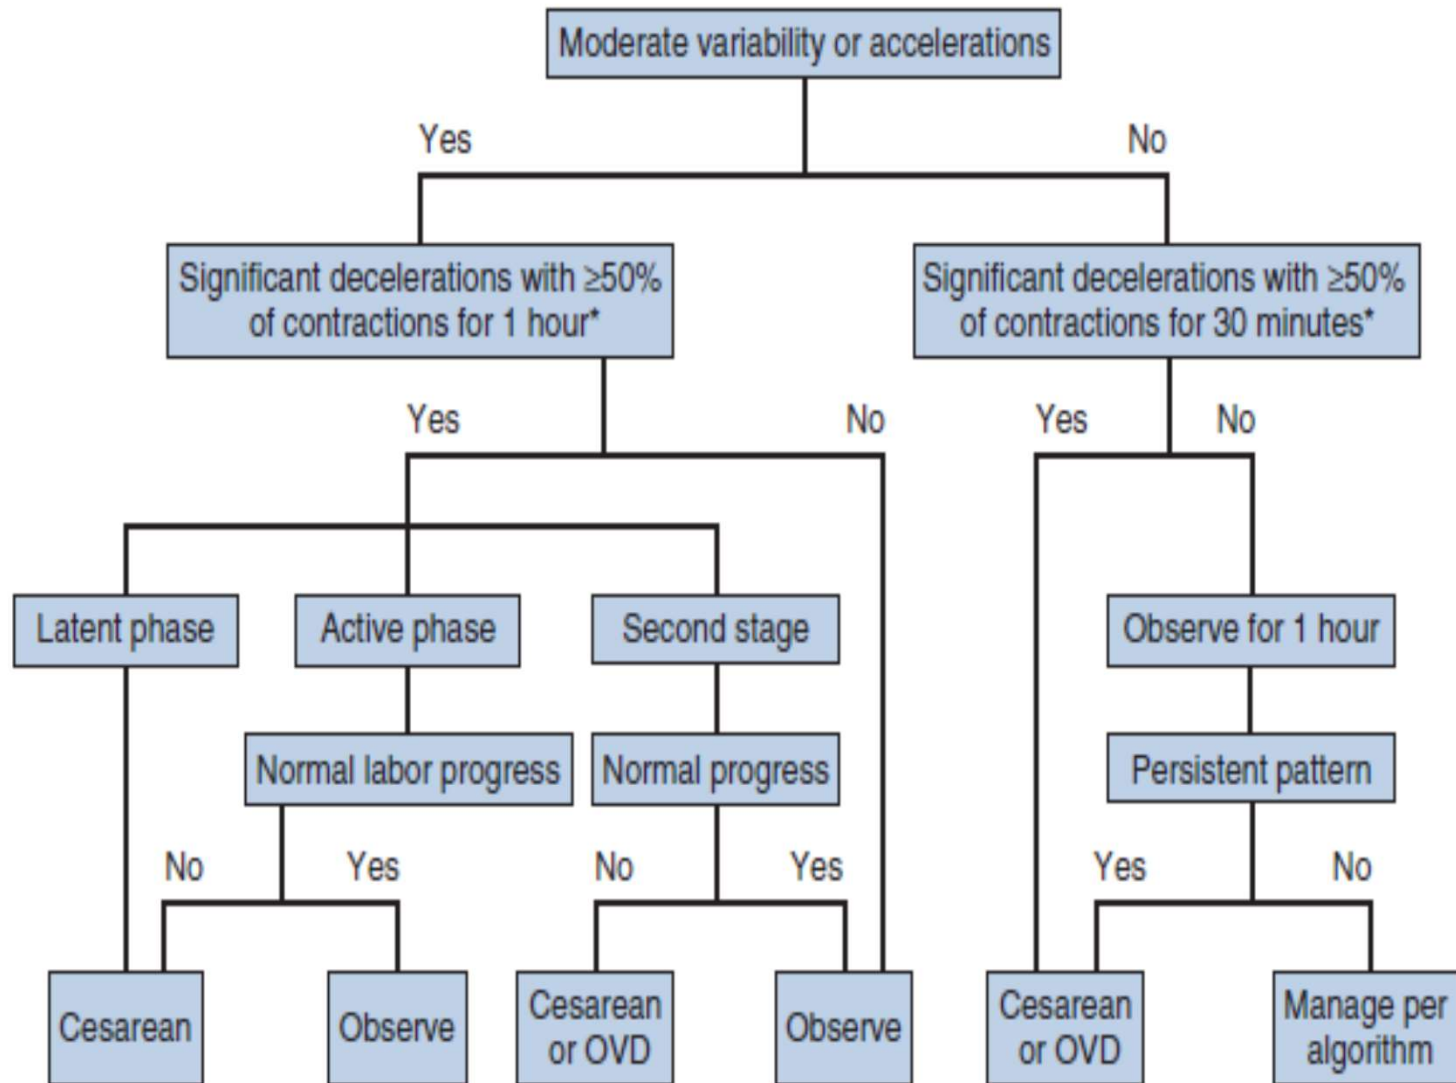 Moderate variability or accelerations
Yes
No
Significant decelerations with ≥50%
of contractions for 1 hour*
Significant decelerations with ≥50%
of contractions for 30 minutes*
Yes
No
Yes
No
Latent phase
Active phase
Second stage
Observe for 1 hour
Normal labor progress
Normal progress
Persistent pattern
No
Yes
No
Yes
Yes
No
Cesarean
Observe
Cesarean
or OVD
Observe
Cesarean
or OVD
Manage per
algorithm